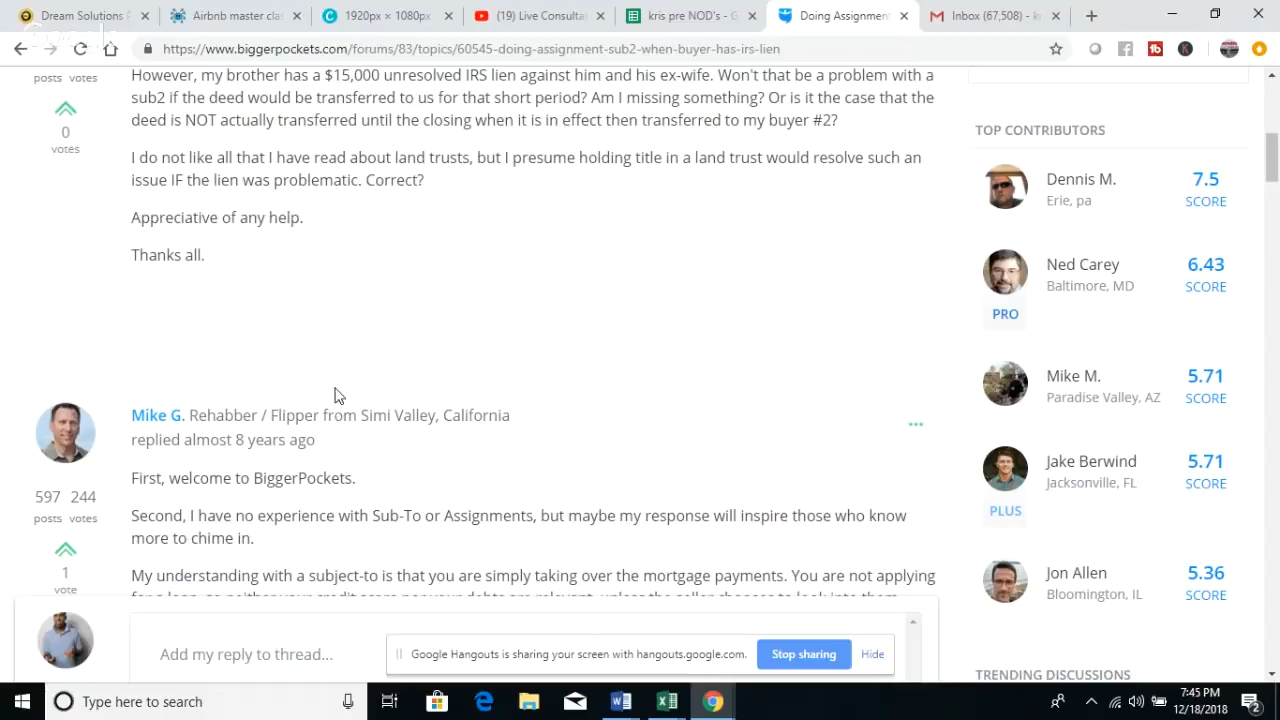 Dream Solutions P
Airbnb master clas
1920px × 1080px
(19) Live Consultat
kris pre NOD's - G
Doing Assignment
Inbox (67,508) - k
https://www.biggerpockets.com/forums/83/topics/60545-doing-assignment-sub2-when-buyer-has-irs-lien
posts votes
0
votes
However, my brother has a $15,000 unresolved IRS lien against him and his ex-wife. Won't that be a problem with a
sub2 if the deed would be transferred to us for that short period? Am I missing something? Or is it the case that the
deed is NOT actually transferred until the closing when it is in effect then transferred to my buyer #2?
I do not like all that I have read about land trusts, but I presume holding title in a land trust would resolve such an
issue IF the lien was problematic. Correct?
Appreciative of any help.
Thanks all.
Mike G. Rehabber / Flipper from Simi Valley, California
replied almost 8 years ago
597 244
posts votes
1
vote
First, welcome to BiggerPockets.
Second, I have no experience with Sub-To or Assignments, but maybe my response will inspire those who know
more to chime in.
My understanding with a subject-to is that you are simply taking over the mortgage payments. You are not applying
Add my reply to thread...
Google Hangouts is sharing your screen with hangouts.google.com.
Stop sharing
Hide
TOP CONTRIBUTORS
Dennis M.
Erie, pa
7.5
SCORE
Ned Carey
Baltimore, MD
6.43
SCORE
PRO
Mike M.
Paradise Valley, AZ
5.71
SCORE
Jake Berwind
Jacksonville, FL
5.71
SCORE
PLUS
Jon Allen
Bloomington, IL
5.36
SCORE
TRENDING DISCUSSIONS
Type here to search
7:45 PM
12/18/2018
2